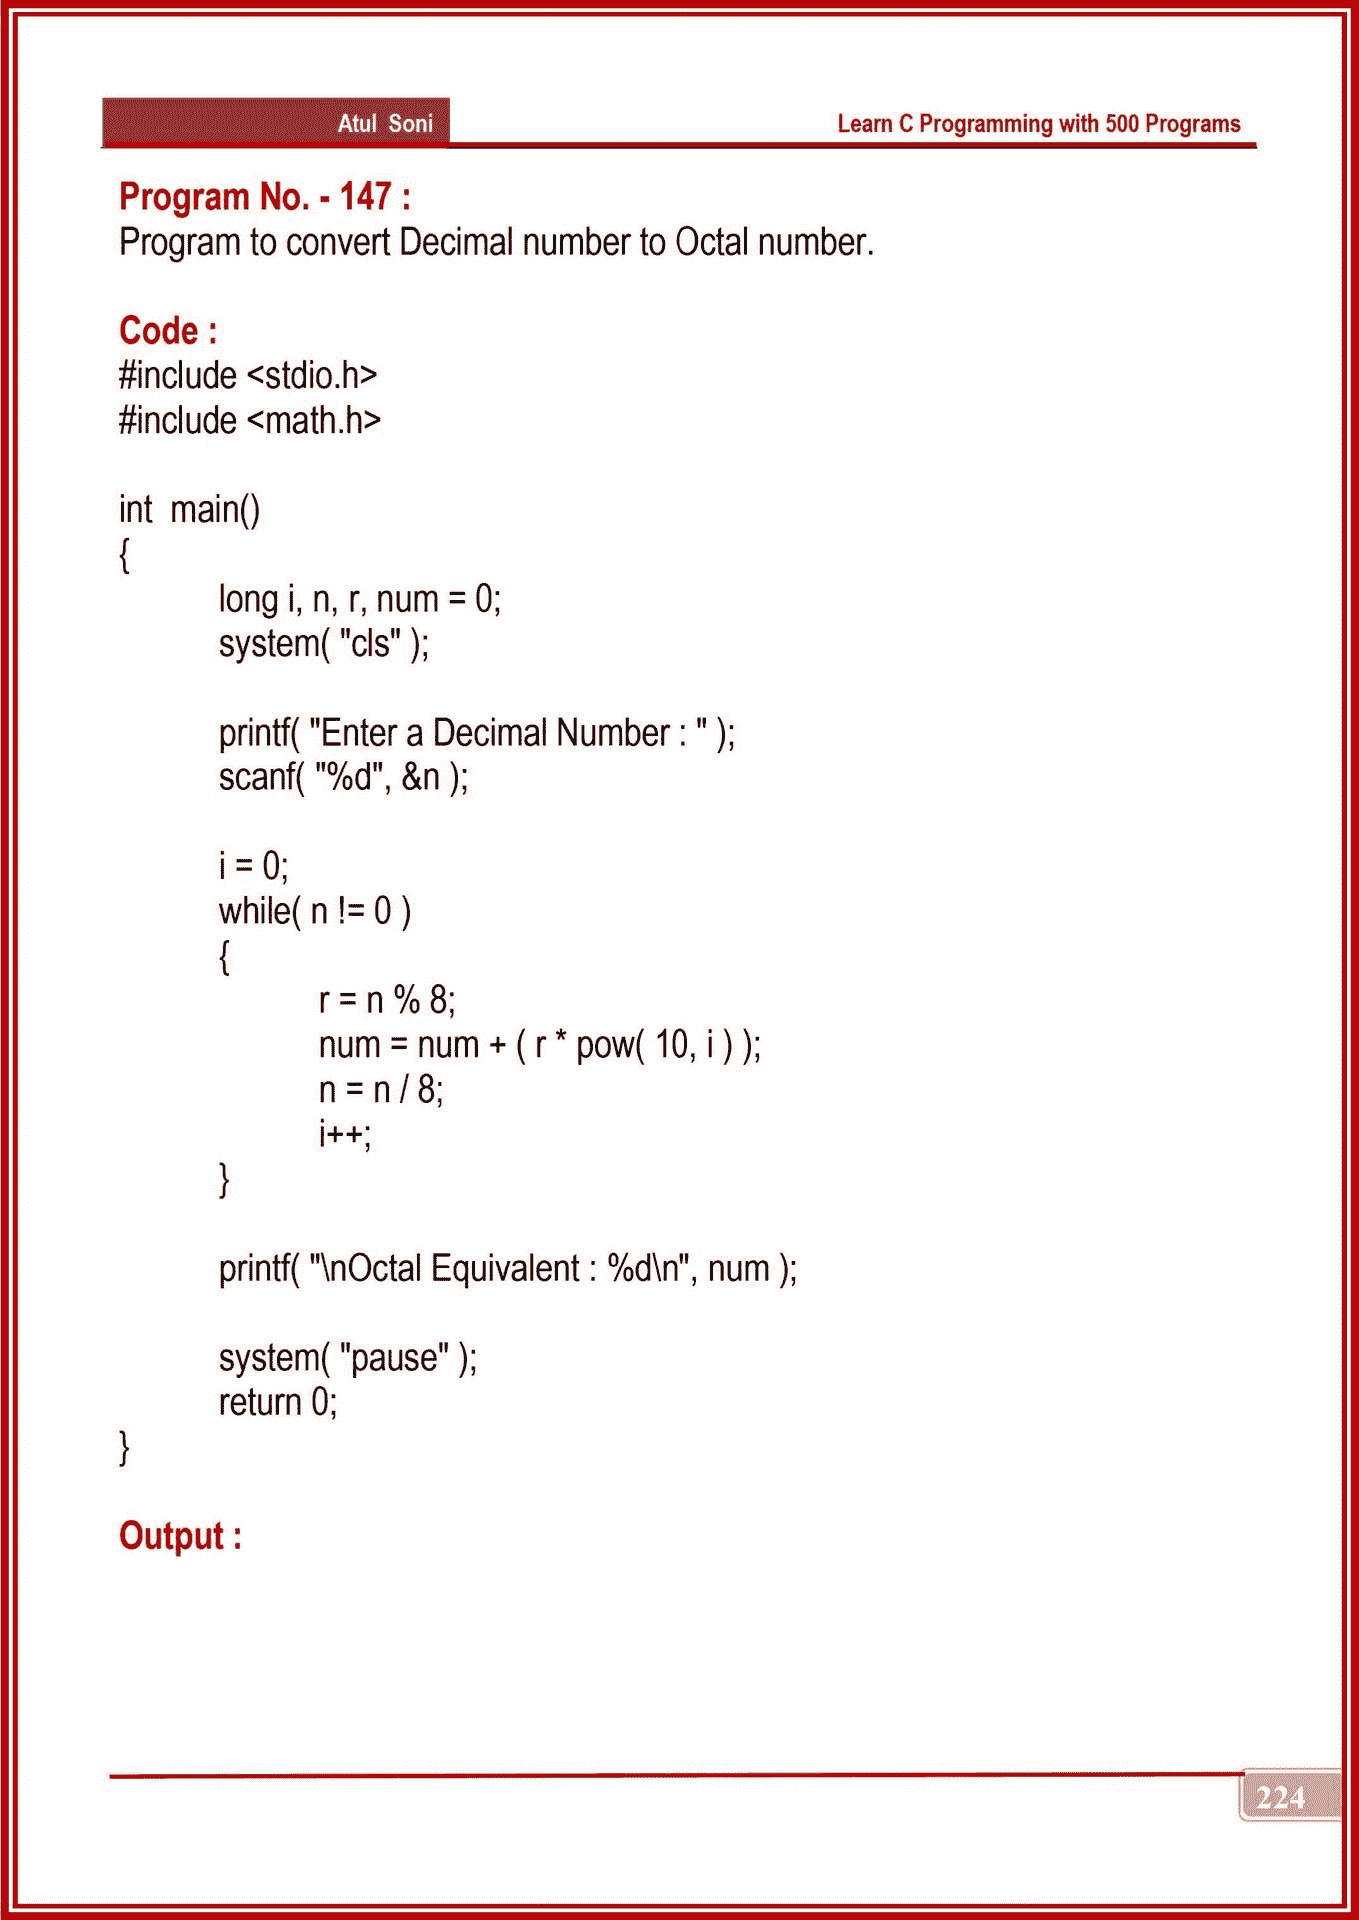 Atul Soni
Learn C Programming with 500 Programs
Program No. - 147 :
Program to convert Decimal number to Octal number.
Code :
#include <stdio.h>
#include <math.h>
int main()
{
long i, n, r, num = 0;
system( "cls" );
printf( "Enter a Decimal Number : " );
scanf( "%d", &n );
i = 0;
while( n != 0 )
{
r = n % 8;
num = num + ( r * pow( 10, i ) );
n = n / 8;
i++;
}
printf( "\nOctal Equivalent : %d\n", num );
system( "pause" );
return 0;
}
Output :
224